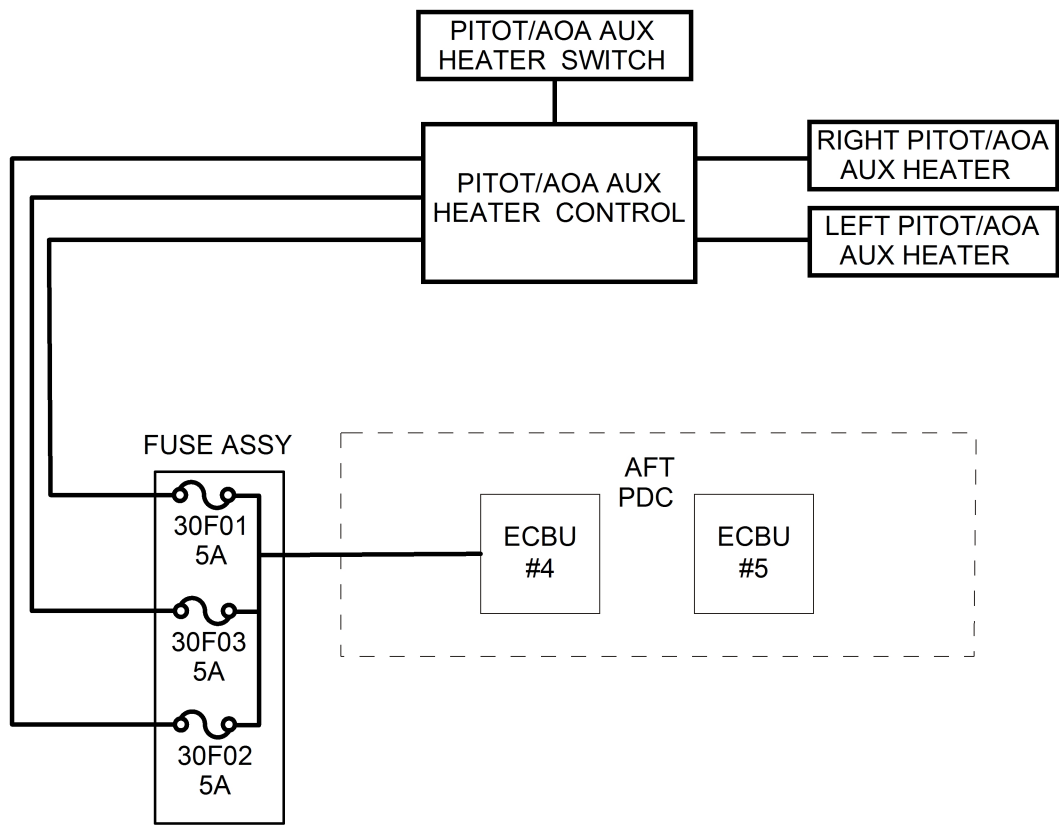 PITOT/AOA AUX
HEATER SWITCH
PITOT/AOA AUX
HEATER CONTROL
RIGHT PITOT/AOA
AUX HEATER
LEFT PITOT/AOA
AUX HEATER
FUSE ASSY
30F01
5A
30F03
5A
30F02
5A
AFT
PDC
ECBU
#4
ECBU
#5